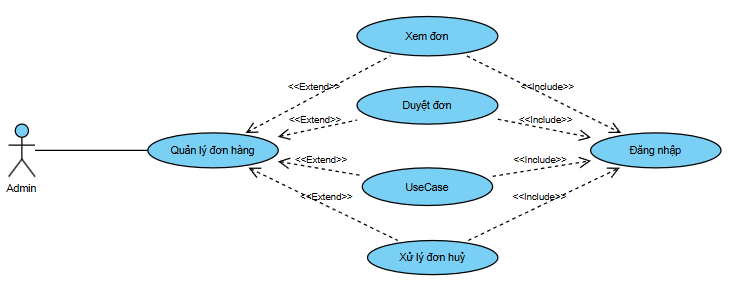 Xem đơn
<<Extend>>
<<Include>>
Duyệt đơn
<<Extend>>
<<Include>>
Quản lý đơn hàng
Đăng nhập
<<Extend>>
<<Include>>
Admin
UseCase
<<Extend>>
<<Include>>
Xử lý đơn huỷ